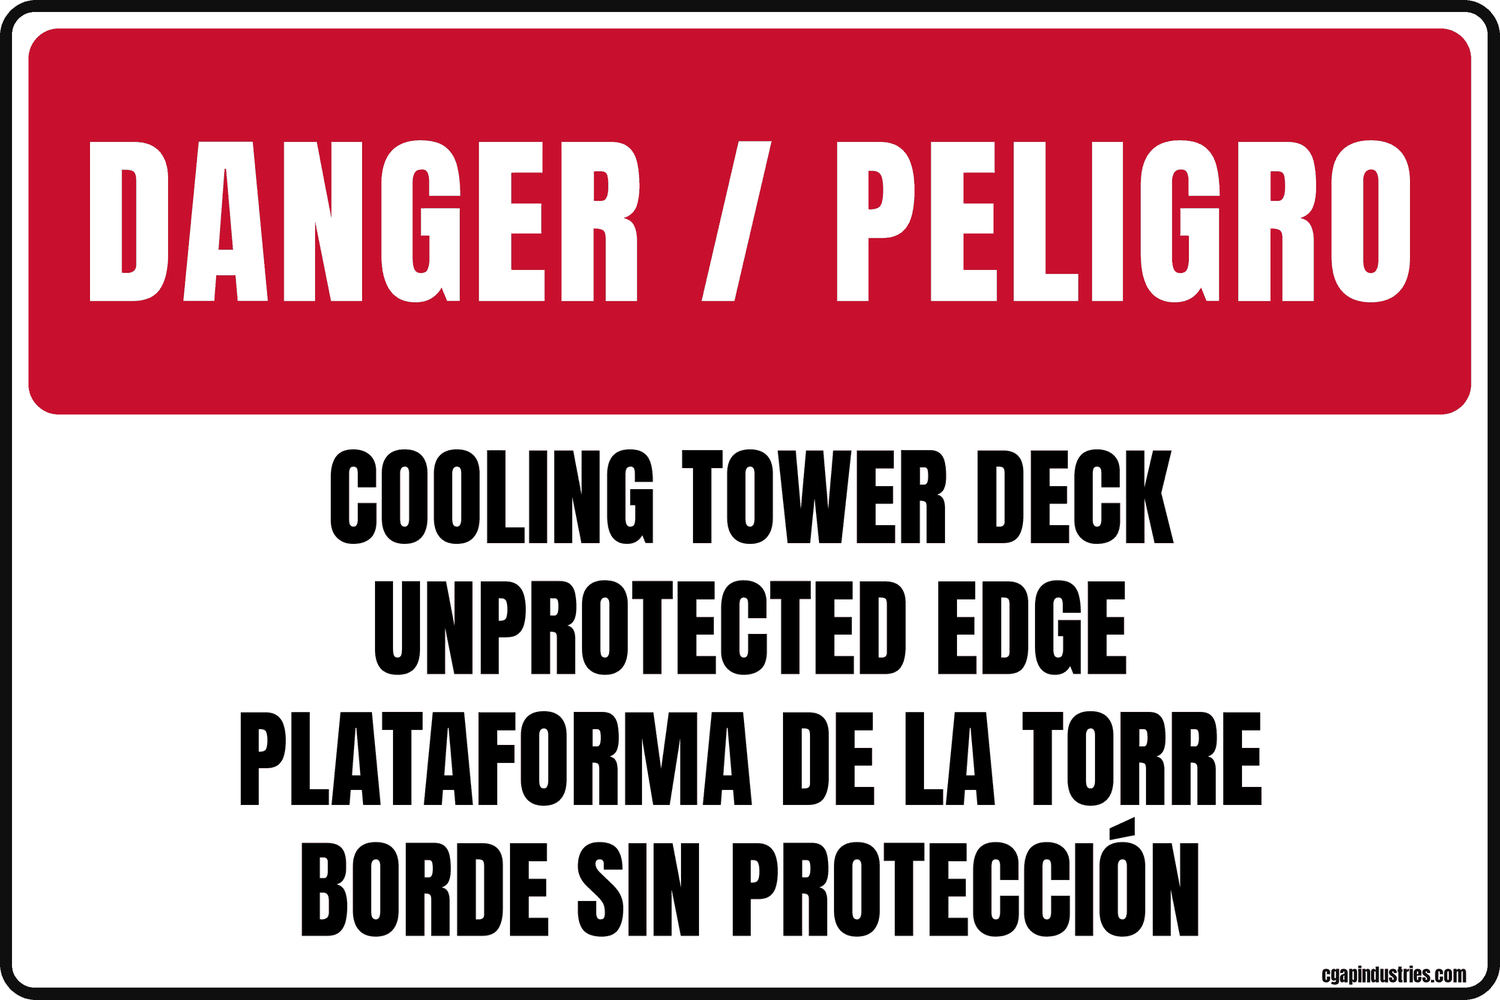 DANGER / PELIGRO
COOLING TOWER DECK
UNPROTECTED EDGE
PLATAFORMA DE LA TORRE
BORDE SIN PROTECCIÓN
cgapindustries.com